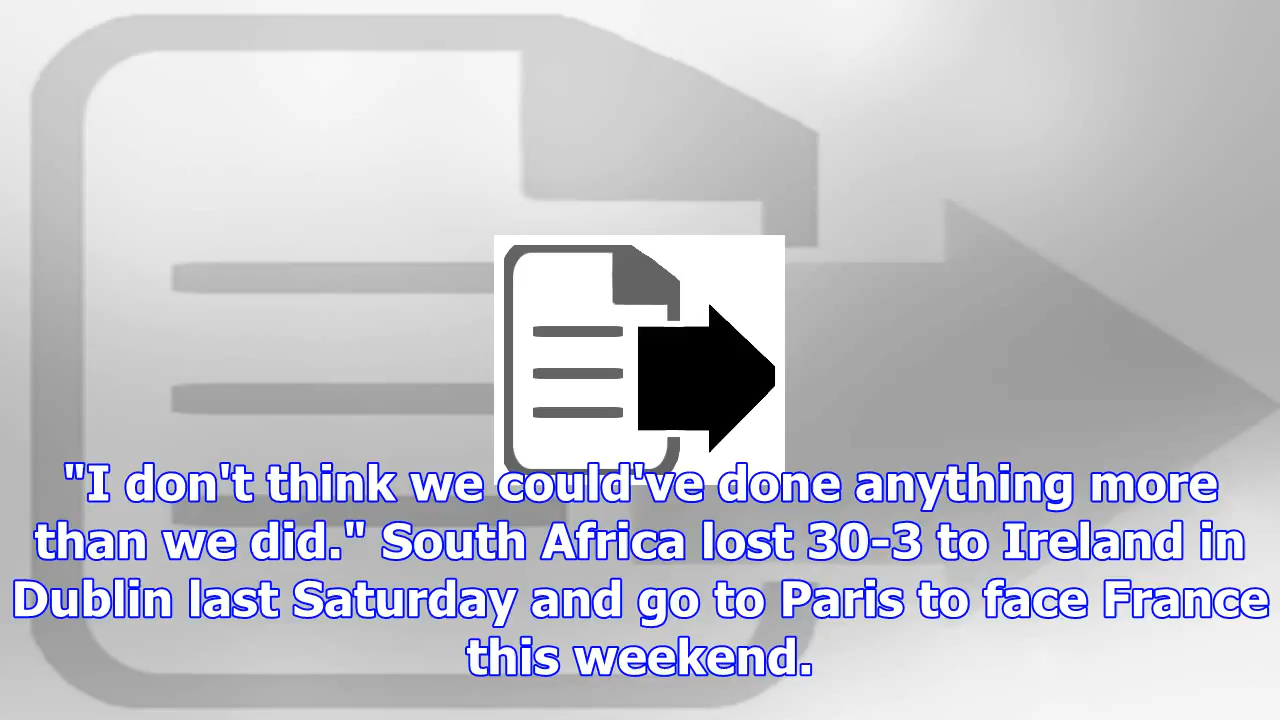 "I don't think we could've done anything more
than we did." South Africa lost 30-3 to Ireland in
Dublin last Saturday and go to Paris to face France
this weekend.